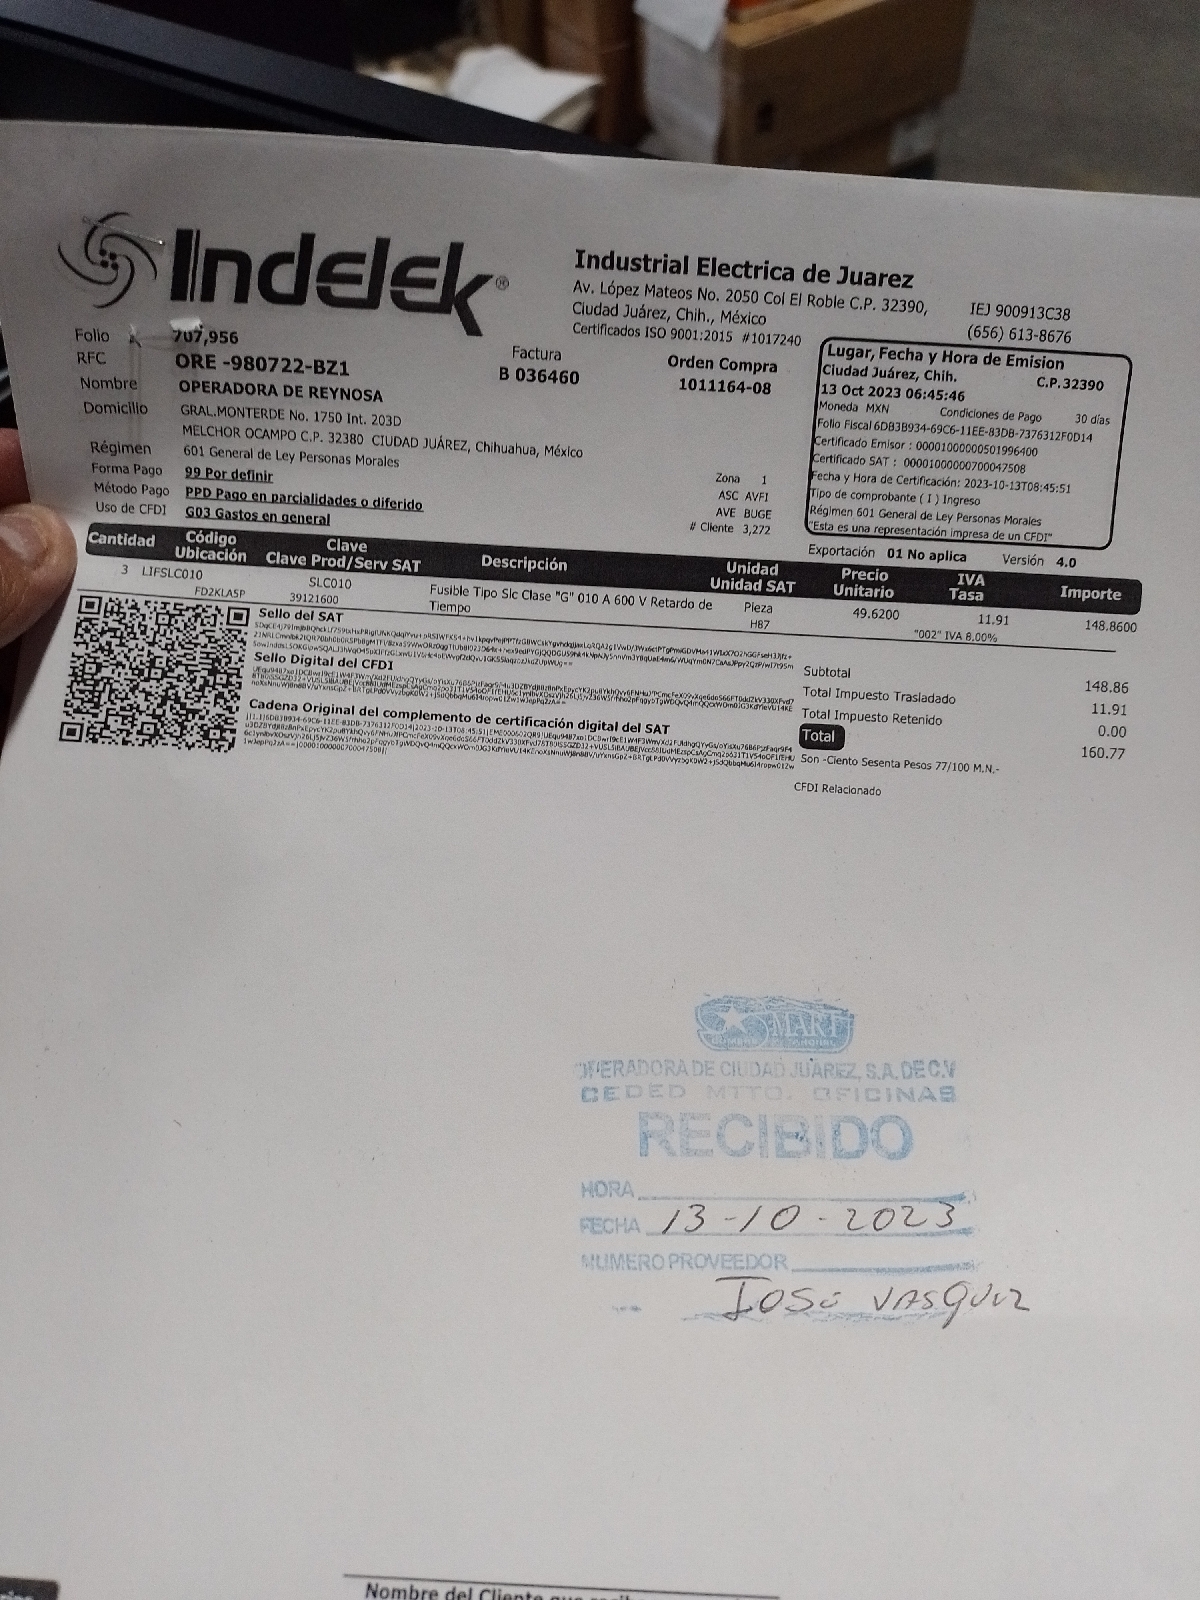 Indelek®
Industrial Electrica de Juarez
Av. López Mateos No. 2050 Col El Roble C.P. 32390,
Ciudad Juárez, Chih., México
Certificados ISO 9001:2015 #1017240
IEJ 900913C38
(656) 613-8676
Folio 707,956
RFC ORE -980722-BZ1
Nombre OPERADORA DE REYNOSA
Domicilio GRAL.MONTERDE No. 1750 Int. 203D
MELCHOR OCAMPO C.P. 32380 CIUDAD JUÁREZ, Chihuahua, México
Régimen 601 General de Ley Personas Morales
Forma Pago 99 Por definir
Método Pago PPD Pago en parcialidades o diferido
Uso de CFDI G03 Gastos en general
Factura
B 036460
Orden Compra
1011164-08
Zona 1
ASC AVFI
AVE BUGE
# Cliente 3,272
Lugar, Fecha y Hora de Emision
Ciudad Juárez, Chih. C.P.32390
13 Oct 2023 06:45:46
Moneda MXN Condiciones de Pago 30 días
Folio Fiscal 6DB3B934-69C6-11EE-83DB-7376312F0D14
Certificado Emisor : 00001000000501996400
Certificado SAT : 00001000000700047508
Fecha y Hora de Certificación: 2023-10-13T08:45:51
Tipo de comprobante ( I ) Ingreso
Régimen 601 General de Ley Personas Morales
"Esta es una representación impresa de un CFDI"
Exportación 01 No aplica Versión 4.0
Cantidad Código Ubicación Clave Clave Prod/Serv SAT Descripción Unidad Unidad SAT Precio Unitario IVA Tasa Importe
3 LIFSLC010 SLC010 Fusible Tipo Slc Clase "G" 010 A 600 V Retardo de Pieza 49.6200 11.91 148.8600
FD2KLA5P 39121600 Tiempo H87 "002" IVA 8.00%
Sello del SAT
Sello Digital del CFDI
Cadena Original del complemento de certificación digital del SAT
Subtotal 148.86
Total Impuesto Trasladado 11.91
Total Impuesto Retenido 0.00
Total 160.77
Son -Ciento Sesenta Pesos 77/100 M.N.-
CFDI Relacionado
SMART
OPERADORA DE CIUDAD JUAREZ, S.A. DE C.V
CEDED MTTO. OFICINAS
RECIBIDO
HORA
FECHA 13-10-2023
NUMERO PROVEEDOR
José VASQUEZ
Nombre del Cliente que